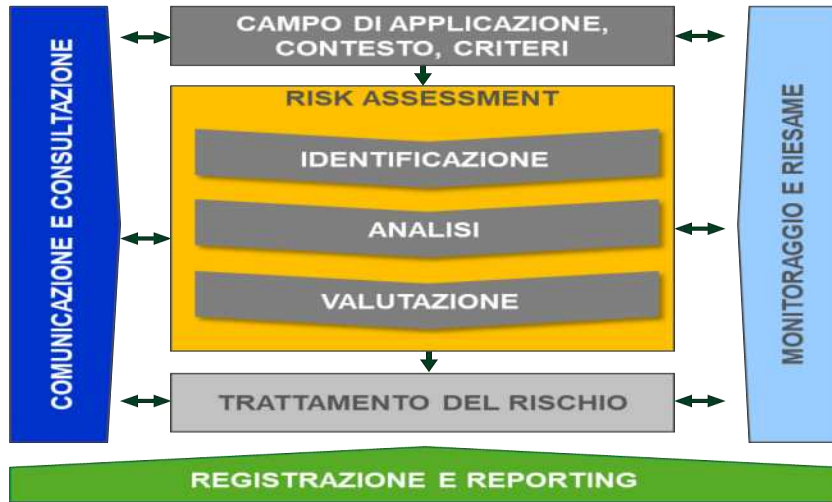 CAMPO DI APPLICAZIONE,
CONTESTO, CRITERI
COMUNICAZIONE E CONSULTAZIONE
RISK ASSESSMENT
IDENTIFICAZIONE
ANALISI
VALUTAZIONE
MONITORAGGIO E RIESAME
TRATTAMENTO DEL RISCHIO
REGISTRAZIONE E REPORTING